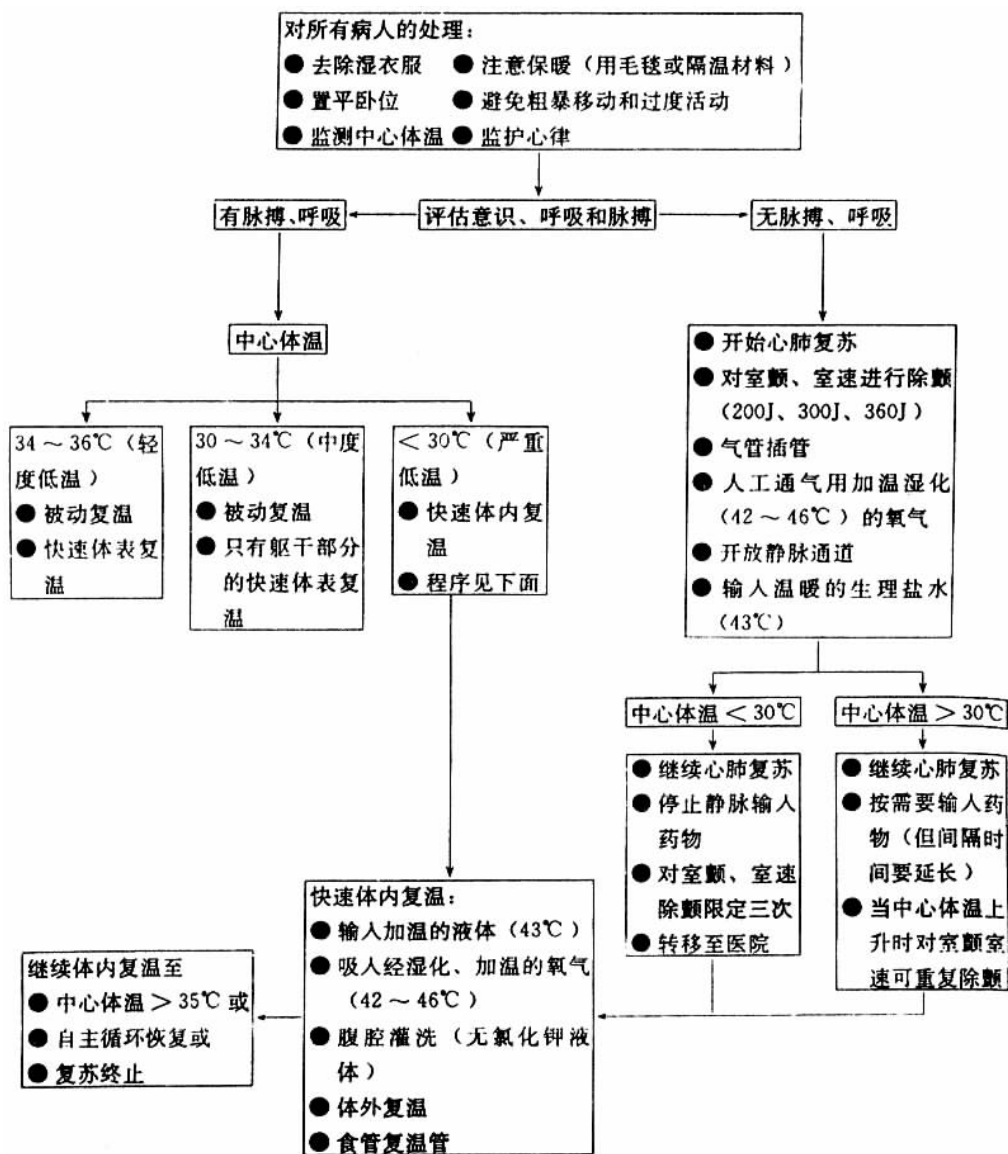 对所有病人的处理：
● 去除湿衣服 ● 注意保暖（用毛毯或隔温材料）
● 置平卧位 ● 避免粗暴移动和过度活动
● 监测中心体温 ● 监护心律
有脉搏、呼吸
评估意识、呼吸和脉搏
无脉搏、呼吸
中心体温
34～36℃（轻
度低温）
● 被动复温
● 快速体表复
温
30～34℃（中度
低温）
● 被动复温
● 只有躯干部分
的快速体表复
温
＜30℃（严重
低温）
● 快速体内复
温
● 程序见下面
● 开始心肺复苏
● 对室颤、室速进行除颤
（200J、300J、360J）
● 气管插管
● 人工通气用加温湿化
（42～46℃）的氧气
● 开放静脉通道
● 输人温暖的生理盐水
（43℃）
中心体温＜30℃
中心体温＞30℃
● 继续心肺复苏
● 停止静脉输人
药物
● 对室颤、室速
除颤限定三次
● 转移至医院
● 继续心肺复苏
● 按需要输人药
物（但间隔时
间要延长）
● 当中心体温上
升时对室颤室
速可重复除颤
快速体内复温：
● 输人加温的液体（43℃）
● 吸人经湿化、加温的氧气
（42～46℃）
● 腹腔灌洗（无氯化钾液
体）
● 体外复温
● 食管复温管
继续体内复温至
● 中心体温＞35℃或
● 自主循环恢复或
● 复苏终止